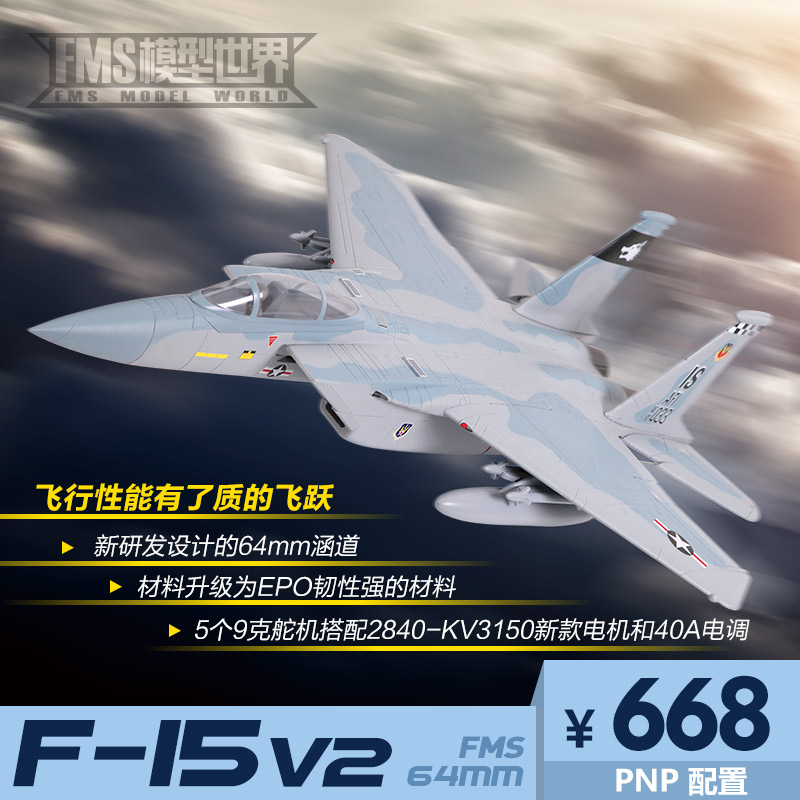 FMS模型世界
FMS MODEL WORLD
IS
飞行性能有了质的飞跃
新研发设计的64mm涵道
材料升级为EPO韧性强的材料
5个9克舵机搭配2840-KV3150新款电机和40A电调
F-15 V2
FMS
64mm
¥ 668
PNP 配置